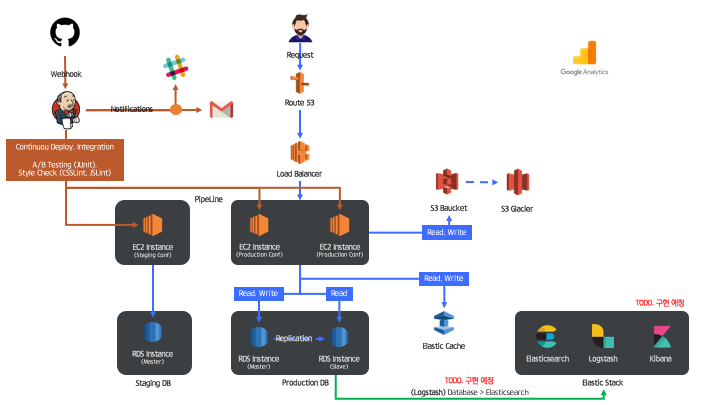 Request
Webhook
Google Analytics
Notifications
Route 53
Continuou Deploy, Integration
A/B Testing (JUnit),
Style Check (CSSLint, JSLint)
Load Balancer
PipeLine
S3 Baucket
S3 Glacier
EC2 Instance
(Staging Conf)
EC2 Instance
(Production Conf)
EC2 Instance
(Production Conf)
Read, Write
Read, Write
Read, Write
Read
TODO. 구현 예정
RDS Instance
(Master)
Replication
RDS Instance
(Master)
RDS Instance
(Slave)
Elastic Cache
Elasticsearch
Logstash
Kibana
Staging DB
Production DB
TODO. 구현 예정
Elastic Stack
(Logstash) Database > Elasticsearch